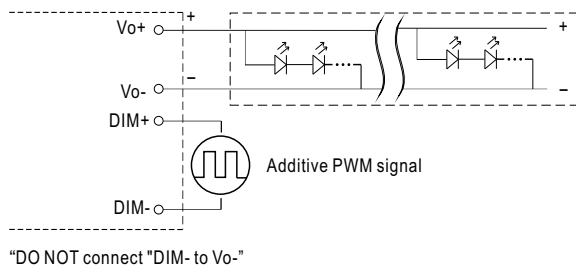 Vo+
+
+
−
Vo-
−
DIM+
Additive PWM signal
DIM-
“DO NOT connect "DIM- to Vo-”